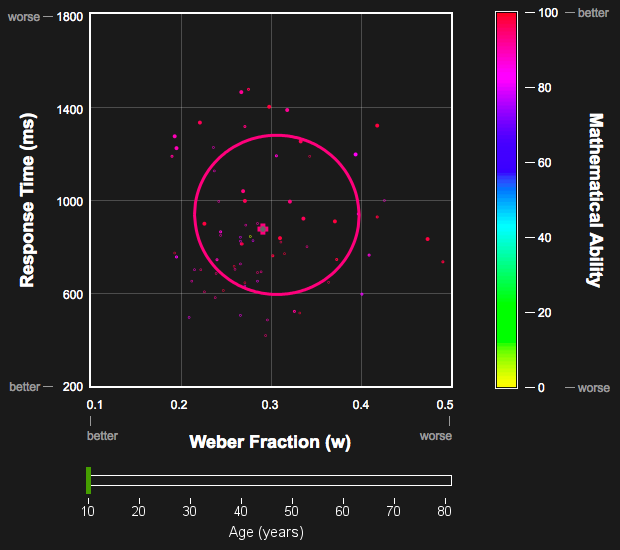 worse
1800
1400
1000
600
better
200
Response Time (ms)
0.1
0.2
0.3
0.4
0.5
better
worse
Weber Fraction (w)
10
20
30
40
50
60
70
80
Age (years)
100
better
80
60
40
20
0
worse
Mathematical Ability